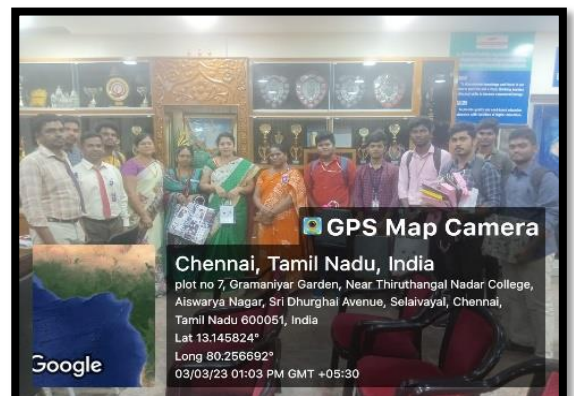 GPS Map Camera
Chennai, Tamil Nadu, India
plot no 7, Gramaniyar Garden, Near Thiruthangal Nadar College,
Aiswarya Nagar, Sri Dhurghai Avenue, Selaivayal, Chennai,
Tamil Nadu 600051, India
Lat 13.145824°
Long 80.256692°
03/03/23 01:03 PM GMT +05:30
Google